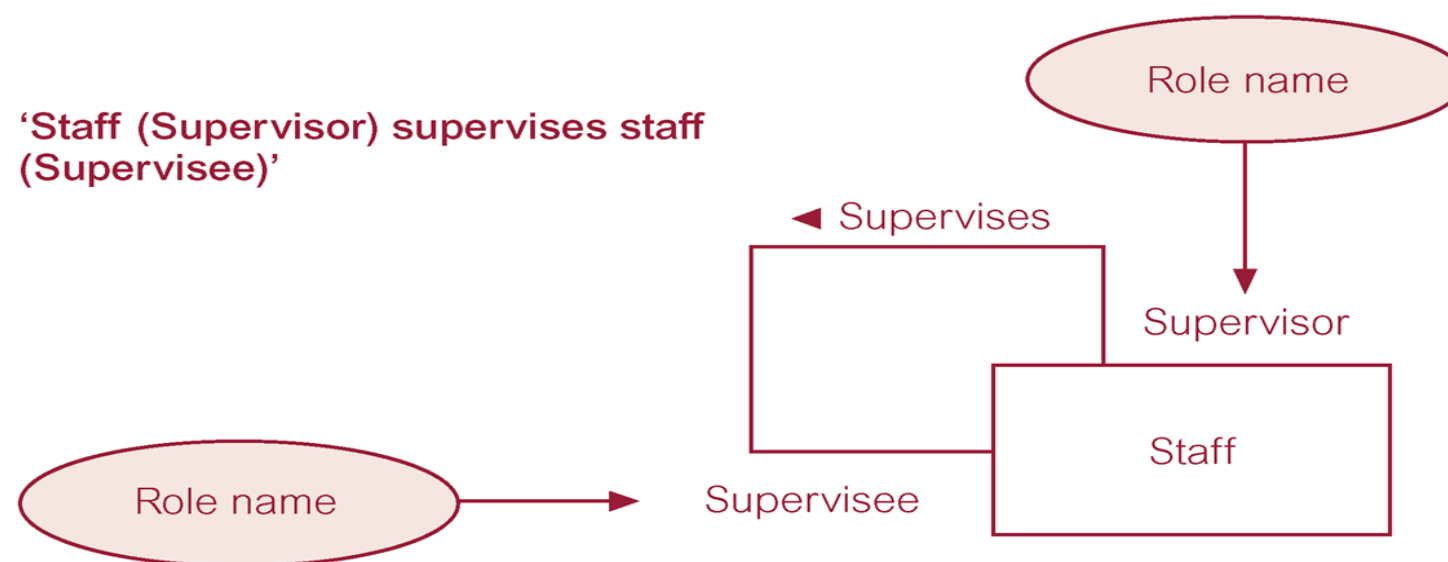 Role name
‘Staff (Supervisor) supervises staff
(Supervisee)’
◄ Supervises
Supervisor
Staff
Role name
Supervisee